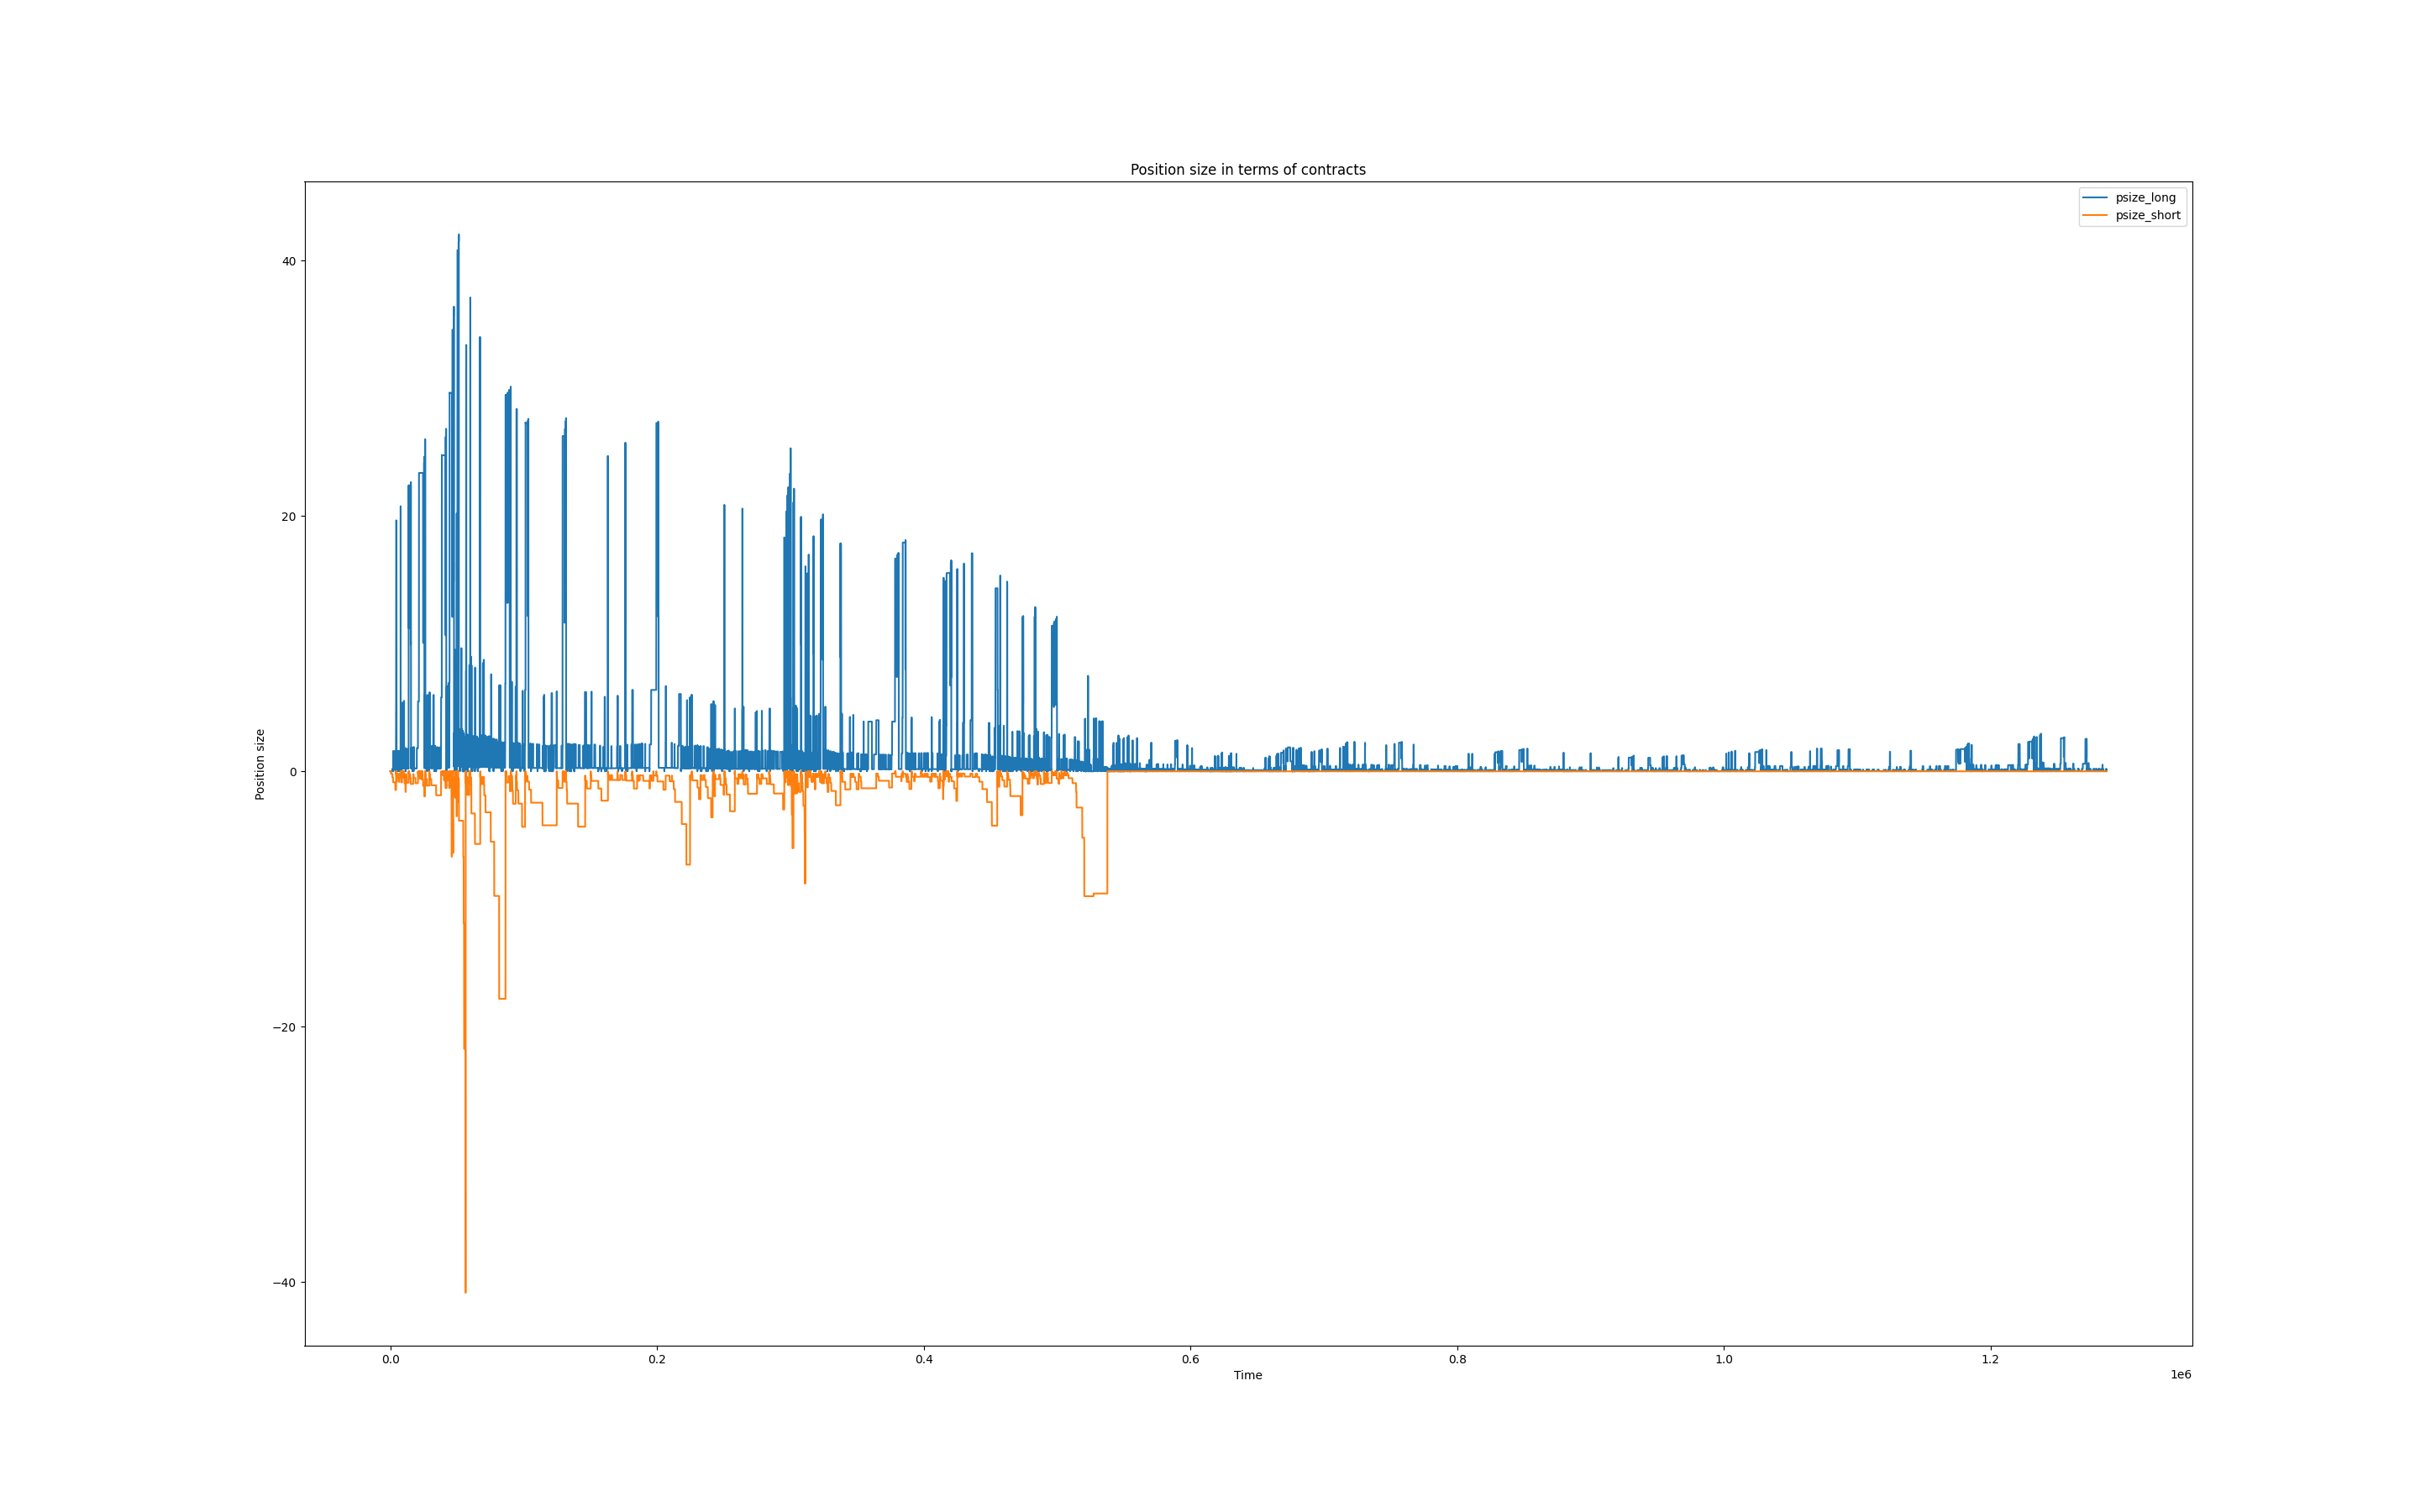 Position size in terms of contracts
psize_long
psize_short
Position size
40
20
0
−20
−40
0.0
0.2
0.4
0.6
0.8
1.0
1.2
1e6
Time